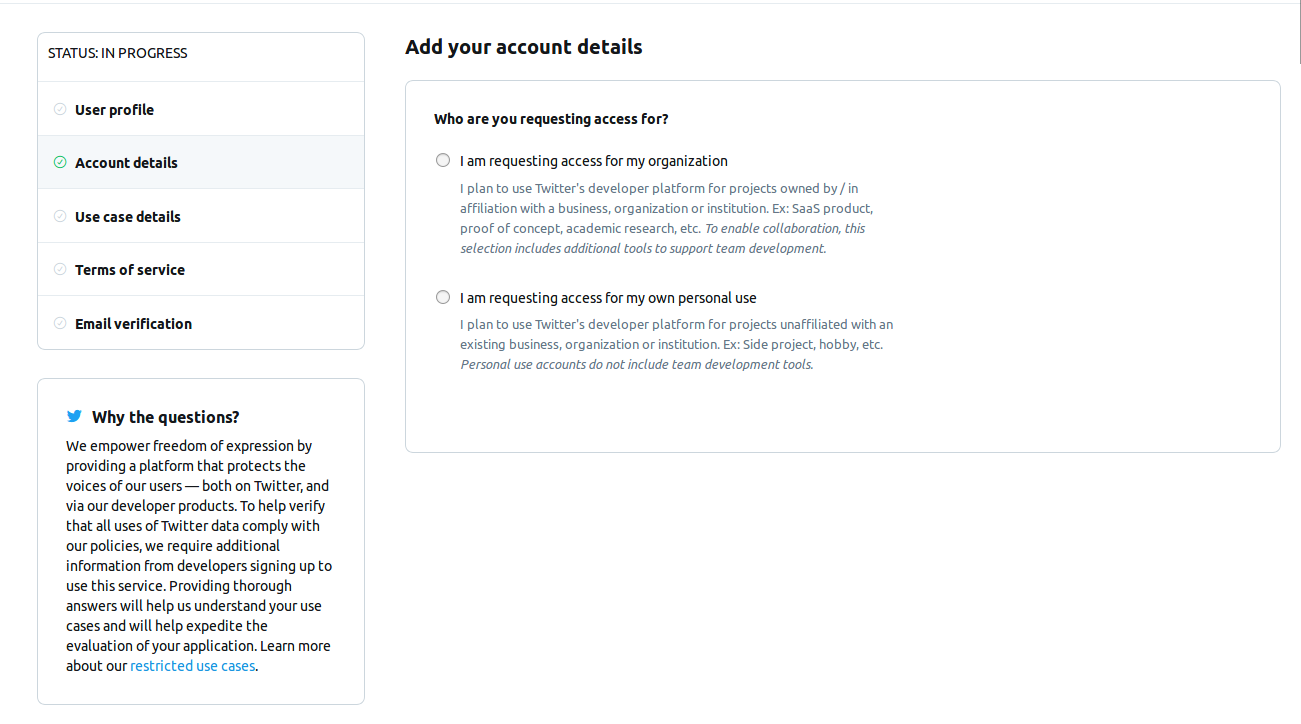 STATUS: IN PROGRESS
User profile
Account details
Use case details
Terms of service
Email verification
Why the questions?
We empower freedom of expression by
providing a platform that protects the
voices of our users — both on Twitter, and
via our developer products. To help verify
that all uses of Twitter data comply with
our policies, we require additional
information from developers signing up to
use this service. Providing thorough
answers will help us understand your use
cases and will help expedite the
evaluation of your application. Learn more
about our restricted use cases.
Add your account details
Who are you requesting access for?
I am requesting access for my organization
I plan to use Twitter's developer platform for projects owned by / in
affiliation with a business, organization or institution. Ex: SaaS product,
proof of concept, academic research, etc. To enable collaboration, this
selection includes additional tools to support team development.
I am requesting access for my own personal use
I plan to use Twitter's developer platform for projects unaffiliated with an
existing business, organization or institution. Ex: Side project, hobby, etc.
Personal use accounts do not include team development tools.